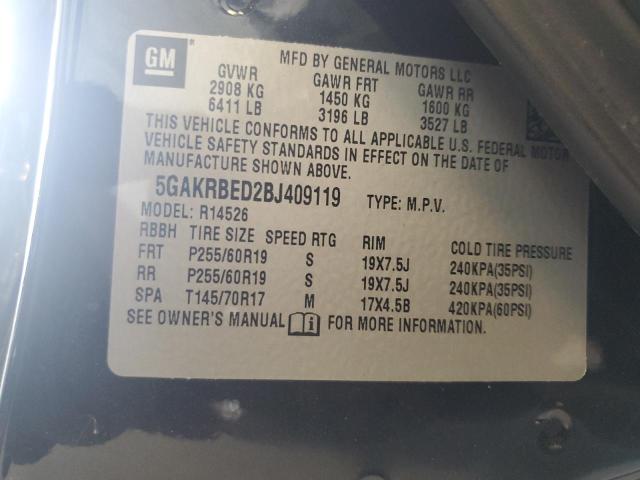 GM
MFD BY GENERAL MOTORS LLC
GVWR GAWR FRT GAWR RR
2908 KG 1450 KG 1600 KG
6411 LB 3196 LB 3527 LB
THIS VEHICLE CONFORMS TO ALL APPLICABLE U.S. FEDERAL MOTOR
VEHICLE SAFETY STANDARDS IN EFFECT ON THE DATE OF
MANUFACTURE SHOWN ABOVE.
5GAKRBED2BJ409119 TYPE: M.P.V.
MODEL: R14526
RBBH TIRE SIZE SPEED RTG RIM COLD TIRE PRESSURE
FRT P255/60R19 S 19X7.5J 240KPA(35PSI)
RR P255/60R19 S 19X7.5J 240KPA(35PSI)
SPA T145/70R17 M 17X4.5B 420KPA(60PSI)
SEE OWNER'S MANUAL i FOR MORE INFORMATION.